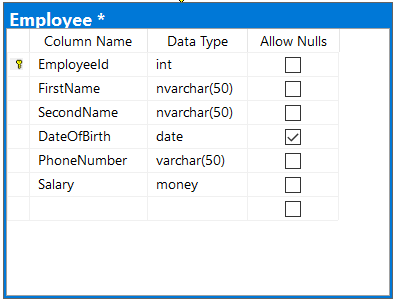 Employee *
Column Name Data Type Allow Nulls
EmployeeId int
FirstName nvarchar(50)
SecondName nvarchar(50)
DateOfBirth date
PhoneNumber varchar(50)
Salary money